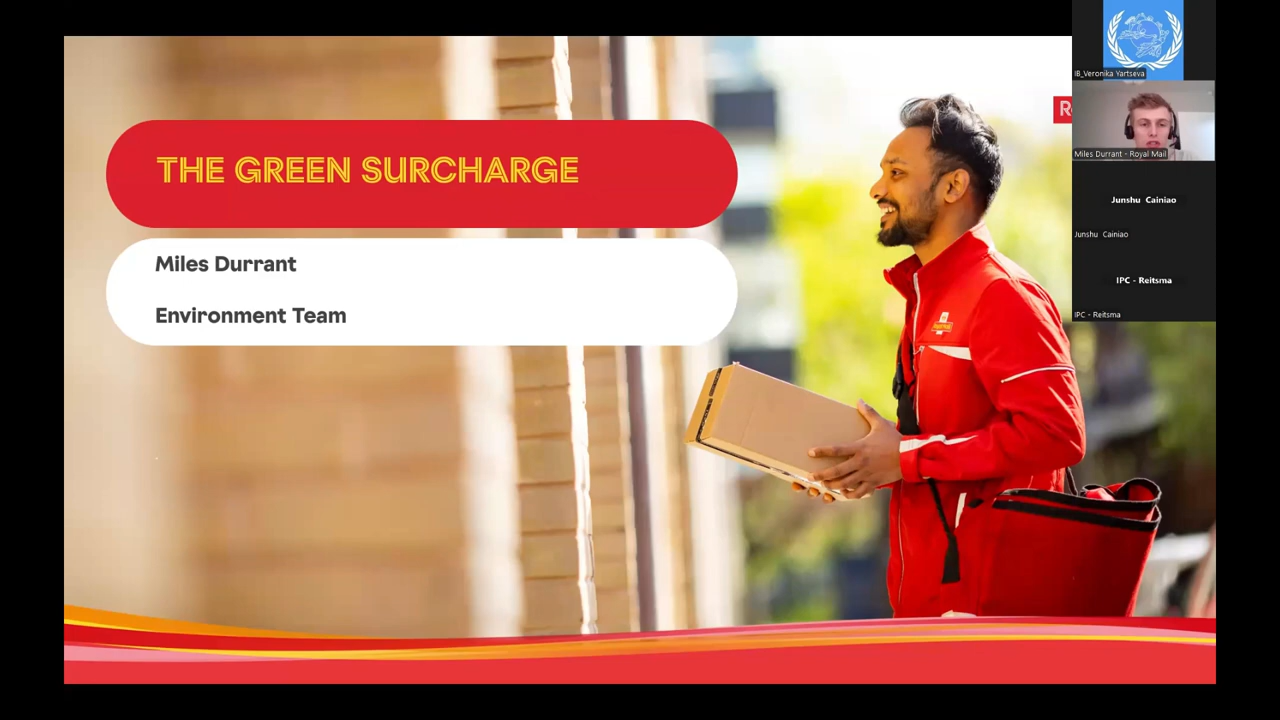 THE GREEN SURCHARGE
Miles Durrant
Environment Team
IB_Veronika Yartseva
Miles Durrant - Royal Mail
Junshu Cainiao
Junshu Cainiao
IPC - Reitsma
IPC - Reitsma